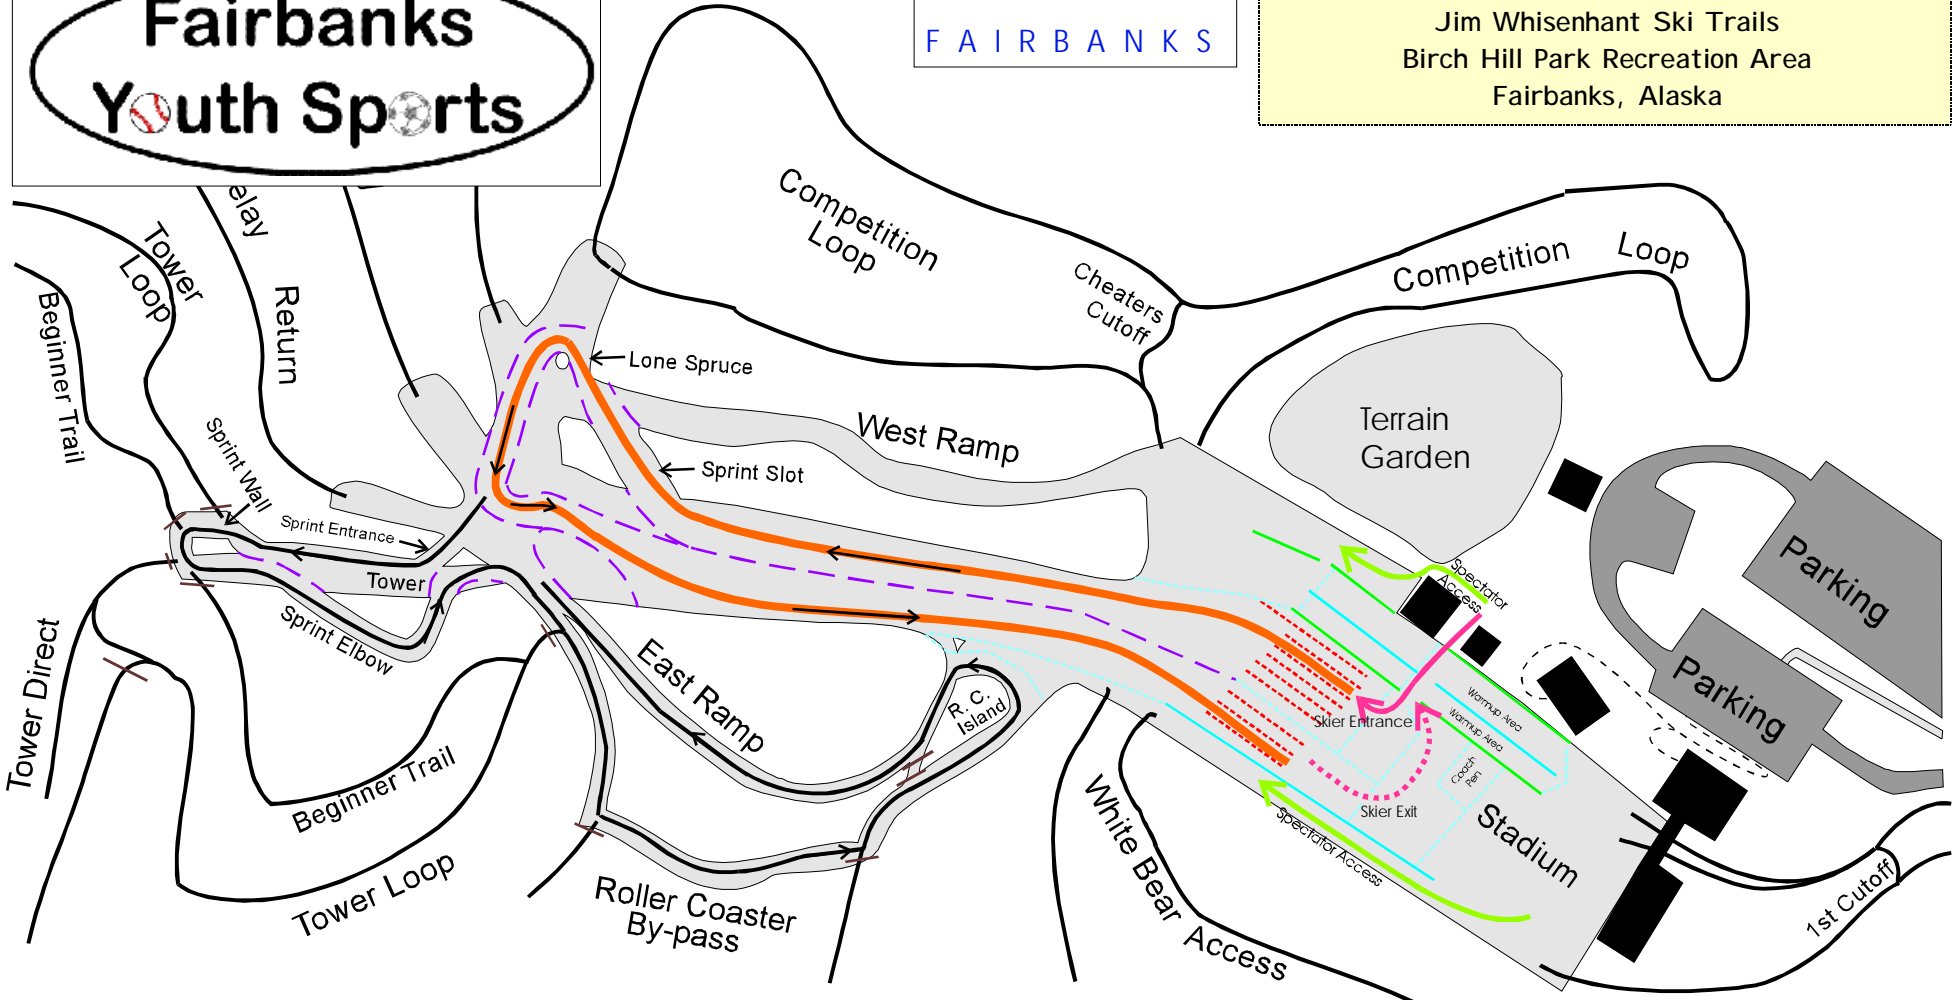 Fairbanks
Youth Sports
FAIRBANKS
Jim Whisenhant Ski Trails
Birch Hill Park Recreation Area
Fairbanks, Alaska
elay
Return
Tower
Loop
Beginner Trail
Competition
Loop
Cheaters
Cutoff
Competition Loop
Lone Spruce
West Ramp
Sprint Slot
Terrain
Garden
Sprint Wall
Sprint Entrance
Tower
Sprint Elbow
Parking
Parking
Spectator
Access
Tower Direct
East Ramp
R. C.
Island
Skier Entrance
Warmup Area
Warmup Area
Coach
Pen
Skier Exit
Stadium
Spectator Access
Beginner Trail
Tower Loop
Roller Coaster
By-pass
White Bear Access
1st Cutoff